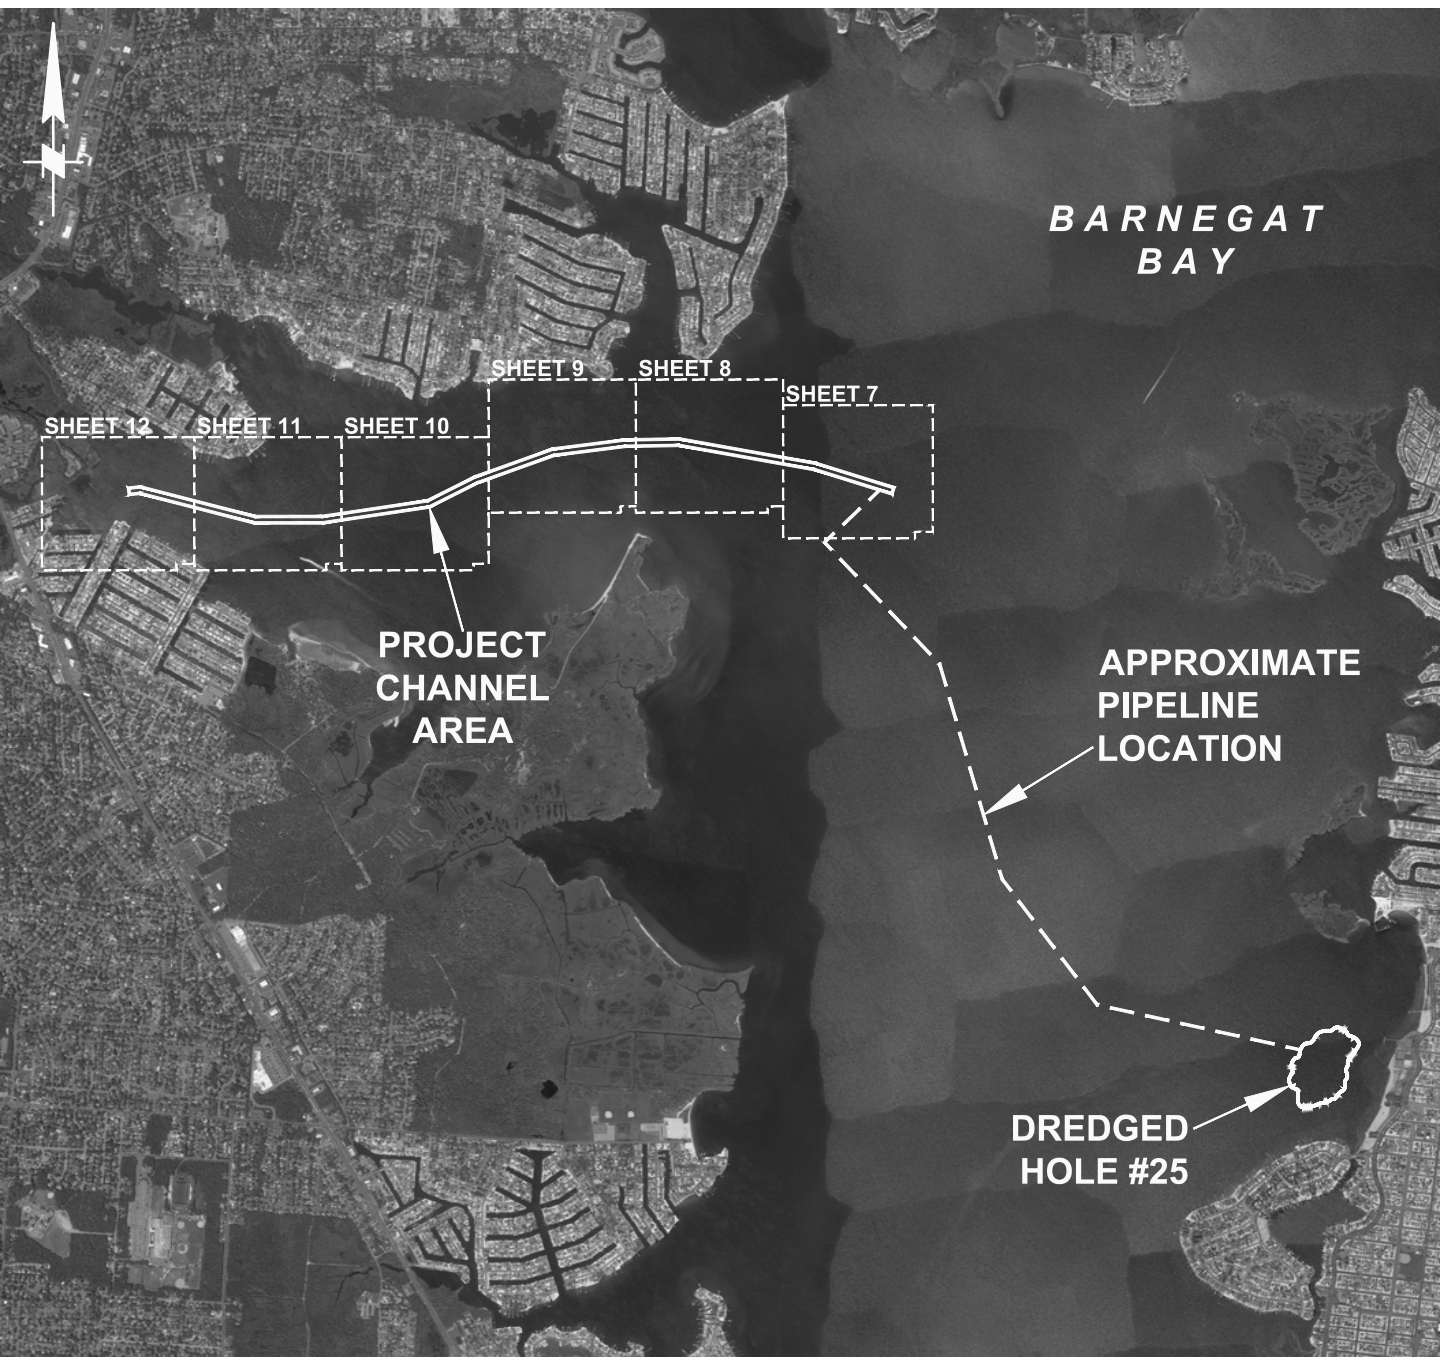 BARNEGAT
BAY
SHEET 9
SHEET 8
SHEET 7
SHEET 12
SHEET 11
SHEET 10
PROJECT
CHANNEL
AREA
APPROXIMATE
PIPELINE
LOCATION
DREDGED
HOLE #25